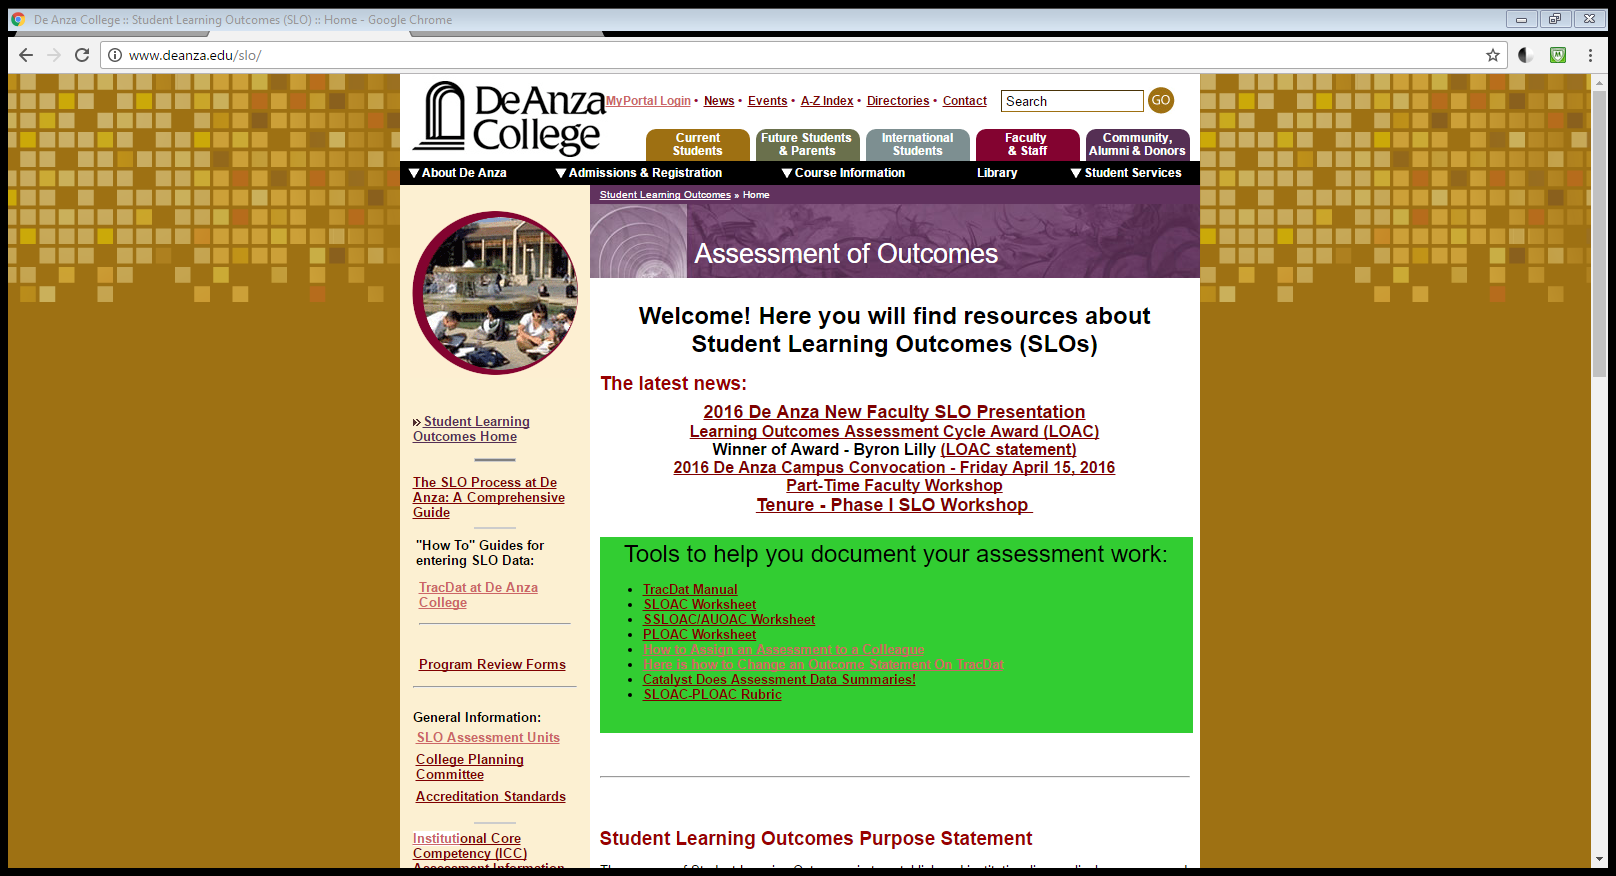 De Anza College :: Student Learning Outcomes (SLO) :: Home - Google Chrome
www.deanza.edu/slo/
De Anza
College
MyPortal Login • News • Events • A-Z Index • Directories • Contact
Search
GO
Current
Students
Future Students
& Parents
International
Students
Faculty
& Staff
Community,
Alumni & Donors
About De Anza
Admissions & Registration
Course Information
Library
Student Services
Student Learning Outcomes » Home
Assessment of Outcomes
Student Learning
Outcomes Home
The SLO Process at De
Anza: A Comprehensive
Guide
"How To" Guides for
entering SLO Data:
TracDat at De Anza
College
Program Review Forms
General Information:
SLO Assessment Units
College Planning
Committee
Accreditation Standards
Institutional Core
Competency (ICC)
Assessment Information
Welcome! Here you will find resources about
Student Learning Outcomes (SLOs)
The latest news:
2016 De Anza New Faculty SLO Presentation
Learning Outcomes Assessment Cycle Award (LOAC)
Winner of Award - Byron Lilly (LOAC statement)
2016 De Anza Campus Convocation - Friday April 15, 2016
Part-Time Faculty Workshop
Tenure - Phase I SLO Workshop
Tools to help you document your assessment work:
• TracDat Manual
• SLOAC Worksheet
• SSLOAC/AUOAC Worksheet
• PLOAC Worksheet
• How to Assign an Assessment to a Colleague
• Here is how to Change an Outcome Statement On TracDat
• Catalyst Does Assessment Data Summaries!
• SLOAC-PLOAC Rubric
Student Learning Outcomes Purpose Statement